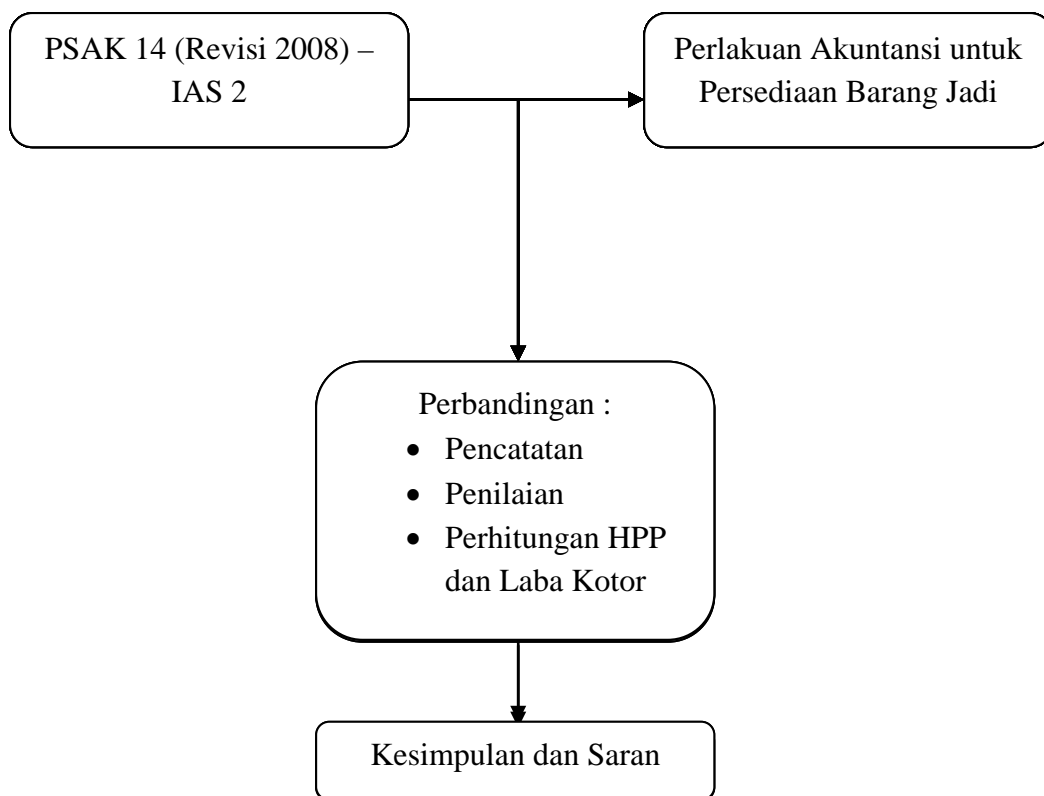 PSAK 14 (Revisi 2008) –
IAS 2
Perlakuan Akuntansi untuk
Persediaan Barang Jadi
Perbandingan :
• Pencatatan
• Penilaian
• Perhitungan HPP
dan Laba Kotor
Kesimpulan dan Saran